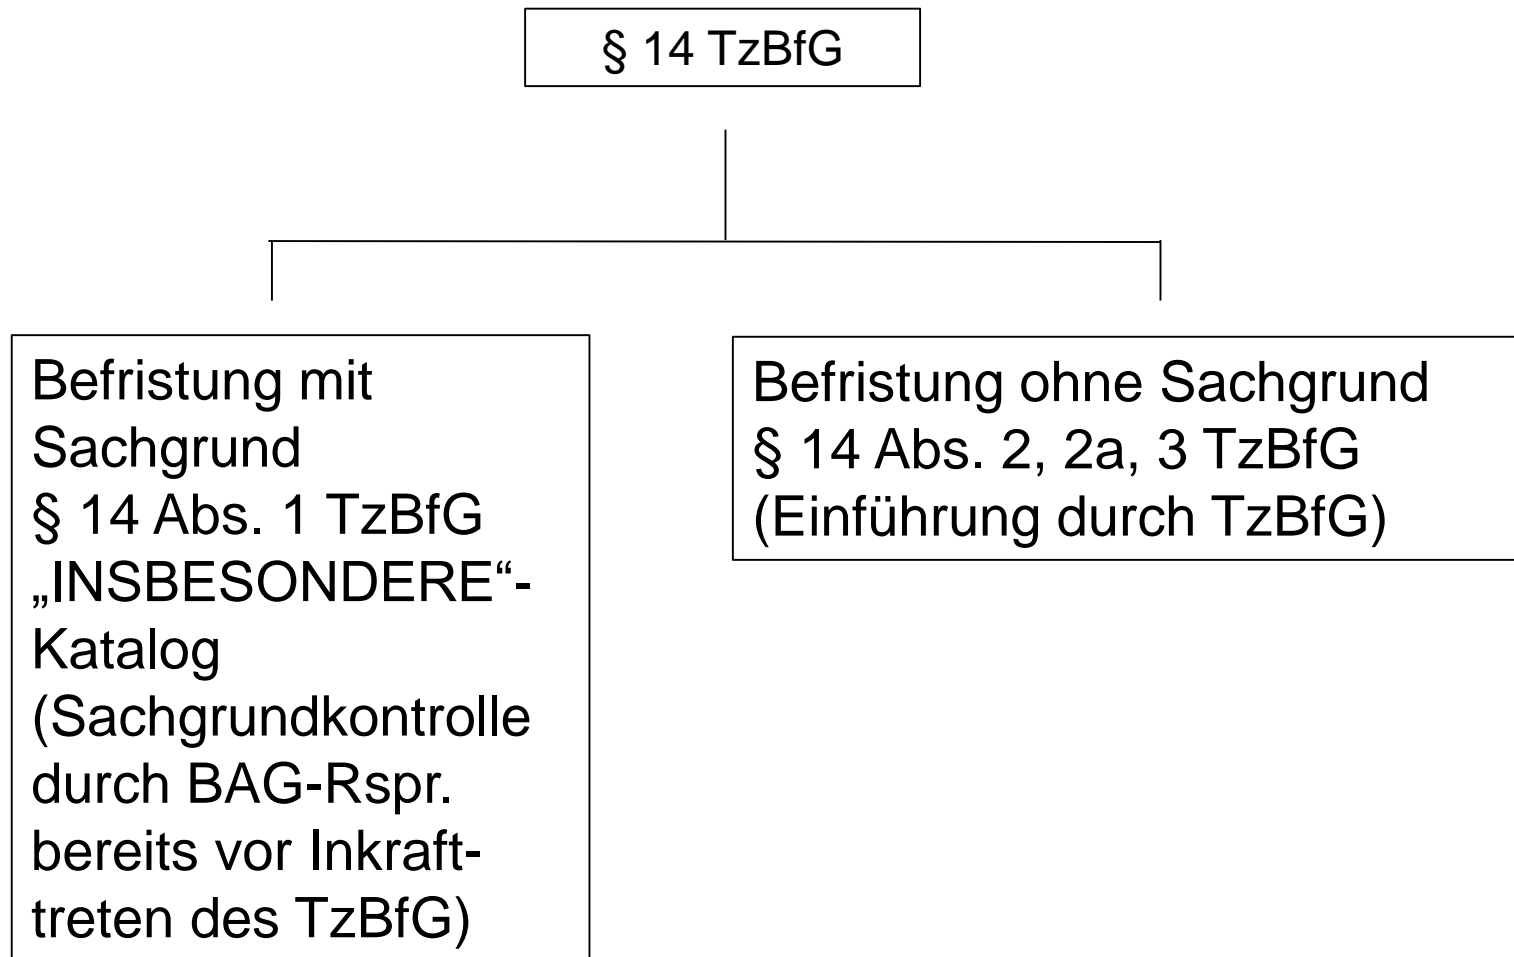 § 14 TzBfG
Befristung mit
Sachgrund
§ 14 Abs. 1 TzBfG
„INSBESONDERE“-
Katalog
(Sachgrundkontrolle
durch BAG-Rspr.
bereits vor Inkraft-
treten des TzBfG)
Befristung ohne Sachgrund
§ 14 Abs. 2, 2a, 3 TzBfG
(Einführung durch TzBfG)